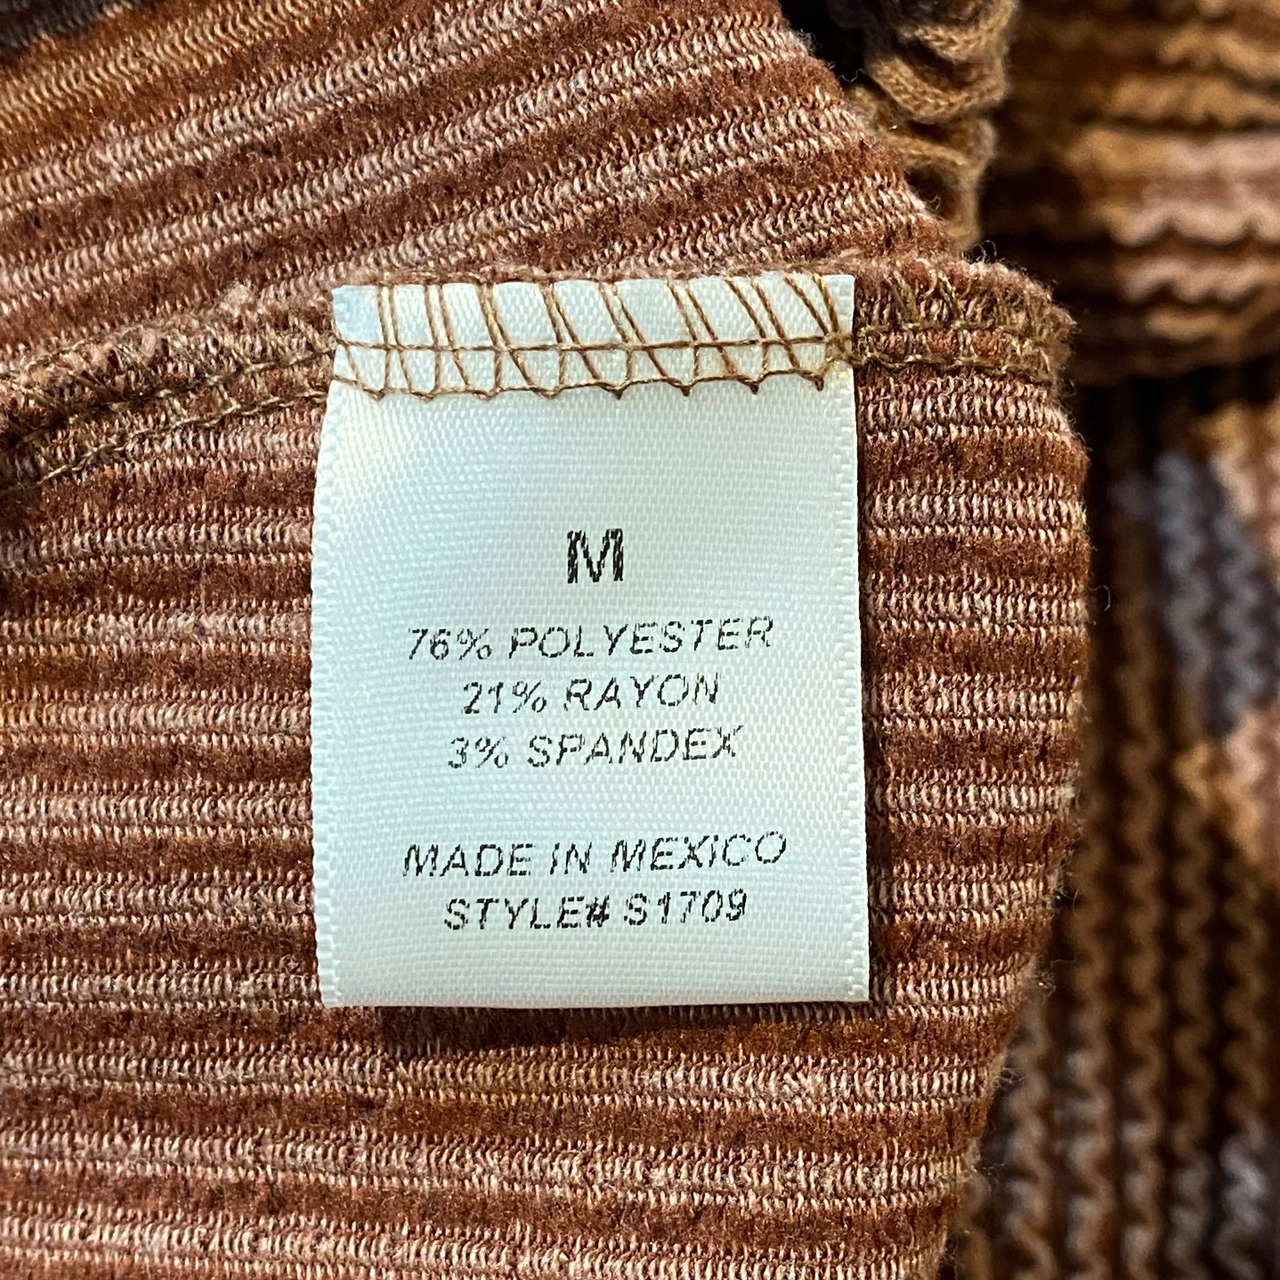 M
76% POLYESTER
21% RAYON
3% SPANDEX
MADE IN MEXICO
STYLE# S1709